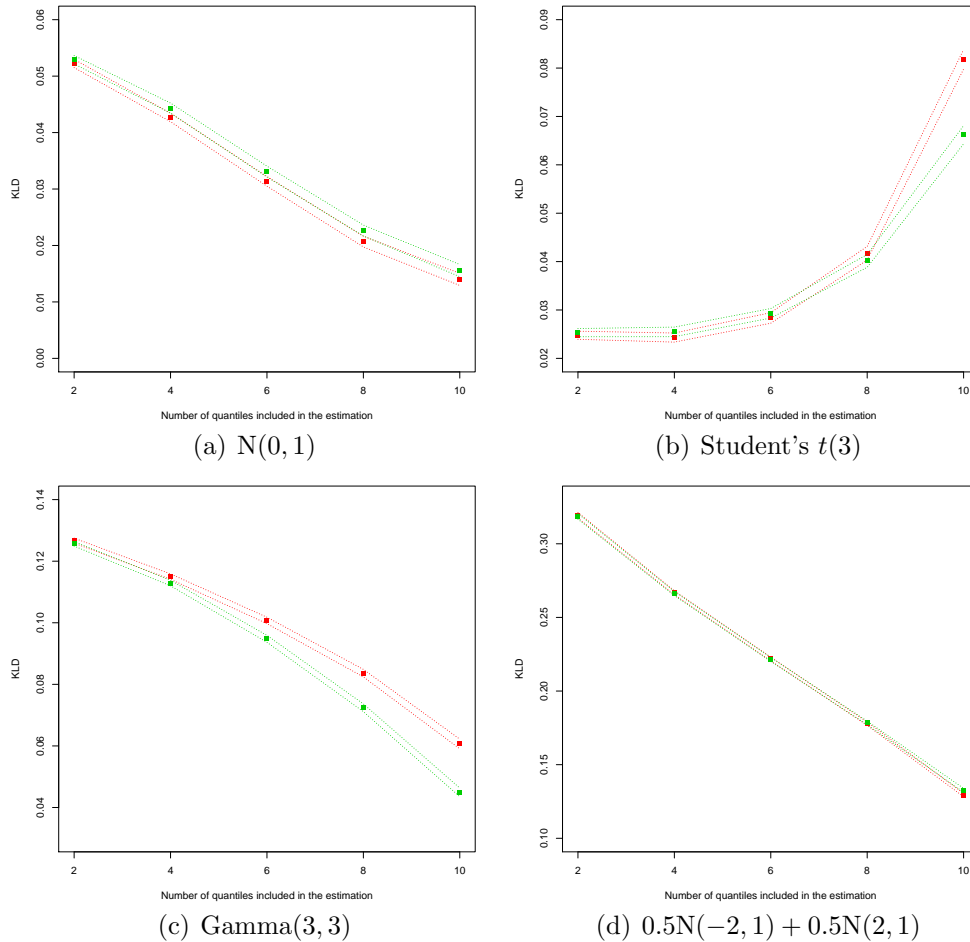 0.06
0.05
0.04
0.03
0.02
0.01
0.00
KLD
2 4 6 8 10
Number of quantiles included in the estimation
(a) N(0, 1)
0.09
0.08
0.07
0.06
0.05
0.04
0.03
0.02
KLD
2 4 6 8 10
Number of quantiles included in the estimation
(b) Student's t(3)
0.14
0.12
0.10
0.08
0.06
0.04
KLD
2 4 6 8 10
Number of quantiles included in the estimation
(c) Gamma(3, 3)
0.30
0.25
0.20
0.15
0.10
KLD
2 4 6 8 10
Number of quantiles included in the estimation
(d) 0.5N(−2, 1) + 0.5N(2, 1)